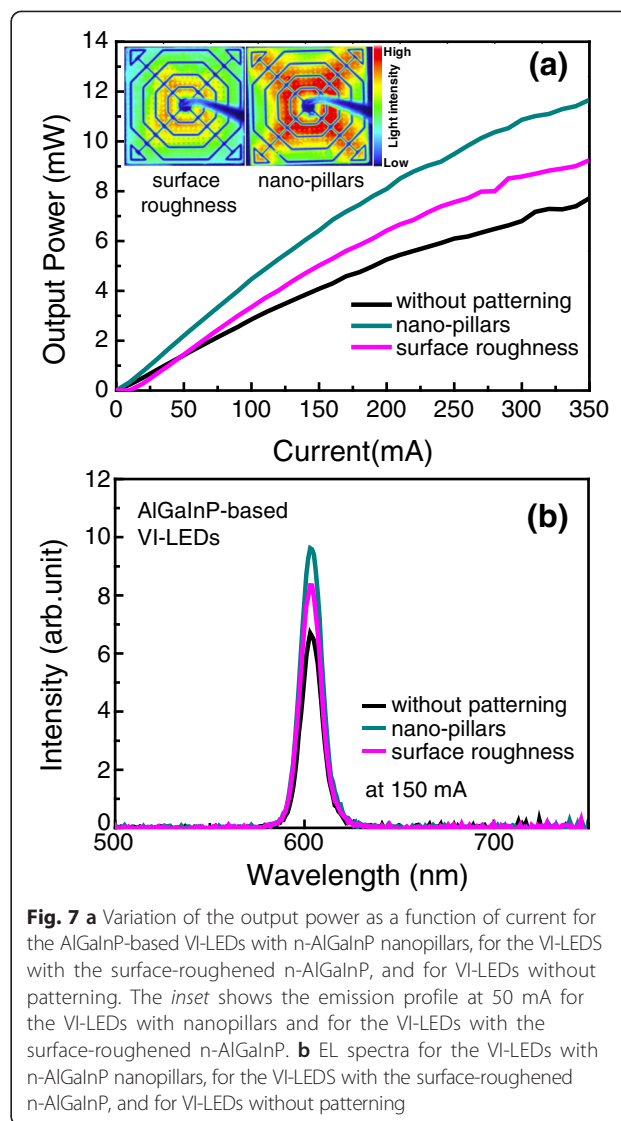 14
12
10
8
6
4
2
0
Output Power (mW)
(a)
High
Light intensity
Low
surface
roughness
nano-pillars
without patterning
nano-pillars
surface roughness
0 50 100 150 200 250 300 350
Current(mA)
12
10
8
6
4
2
0
Intensity (arb.unit)
AlGaInP-based
VI-LEDs
(b)
without patterning
nano-pillars
surface roughness
at 150 mA
500 600 700
Wavelength (nm)
Fig. 7 a Variation of the output power as a function of current for
the AlGaInP-based VI-LEDs with n-AlGaInP nanopillars, for the VI-LEDS
with the surface-roughened n-AlGaInP, and for VI-LEDs without
patterning. The inset shows the emission profile at 50 mA for
the VI-LEDs with nanopillars and for the VI-LEDs with the
surface-roughened n-AlGaInP. b EL spectra for the VI-LEDs with
n-AlGaInP nanopillars, for the VI-LEDS with the surface-roughened
n-AlGaInP, and for VI-LEDs without patterning